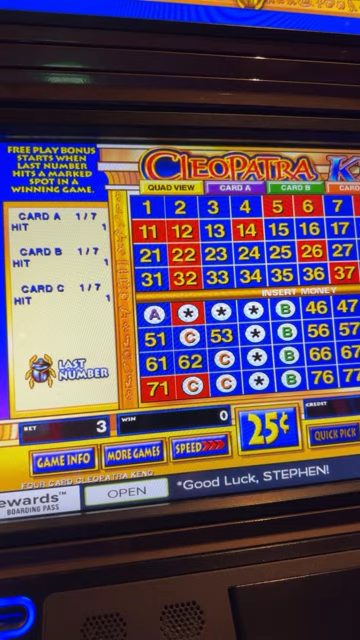 FREE PLAY BONUS
STARTS WHEN
LAST NUMBER
HITS A MARKED
SPOT IN A
WINNING GAME.
CLEOPATRA K
QUAD VIEW CARD A CARD B CARD
CARD A 1/7
HIT 1
CARD B 1/7
HIT 1
CARD C 1/7
HIT 1
LAST
NUMBER
1 2 3 4 5 6 7
11 12 13 14 15 16 17
21 22 23 24 25 26
31 32 33 34 35 36 37
INSERT MONEY
A * * * B 46 47
51 C 53 * B 56 57
61 62 C * B 66 67
71 C C * B 76 77
BET 3 WIN 0 25¢ CREDIT
GAME INFO MORE GAMES SPEED QUICK PICK
FOUR CARD CLEOPATRA KENO
ewards™
BOARDING PASS
OPEN
*Good Luck, STEPHEN!